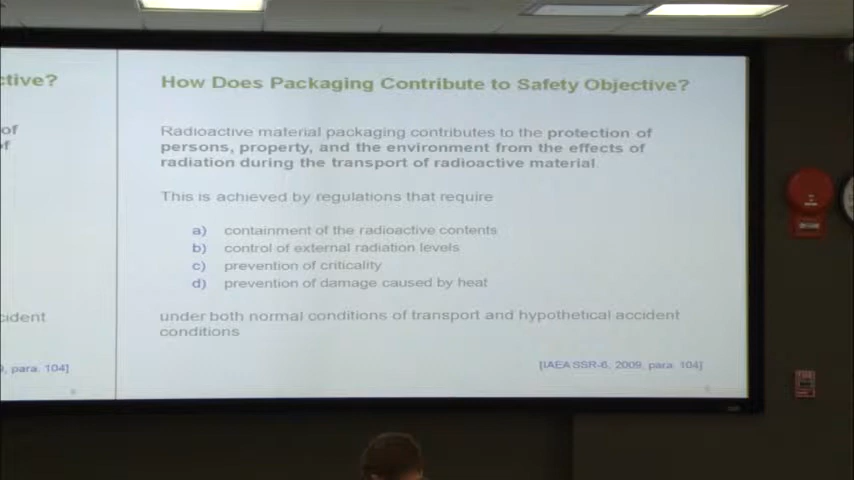 ctive?
of
f
cident
9, para. 104]
How Does Packaging Contribute to Safety Objective?
Radioactive material packaging contributes to the protection of
persons, property, and the environment from the effects of
radiation during the transport of radioactive material.
This is achieved by regulations that require
a) containment of the radioactive contents
b) control of external radiation levels
c) prevention of criticality
d) prevention of damage caused by heat
under both normal conditions of transport and hypothetical accident
conditions
[IAEA SSR-6, 2009, para. 104]